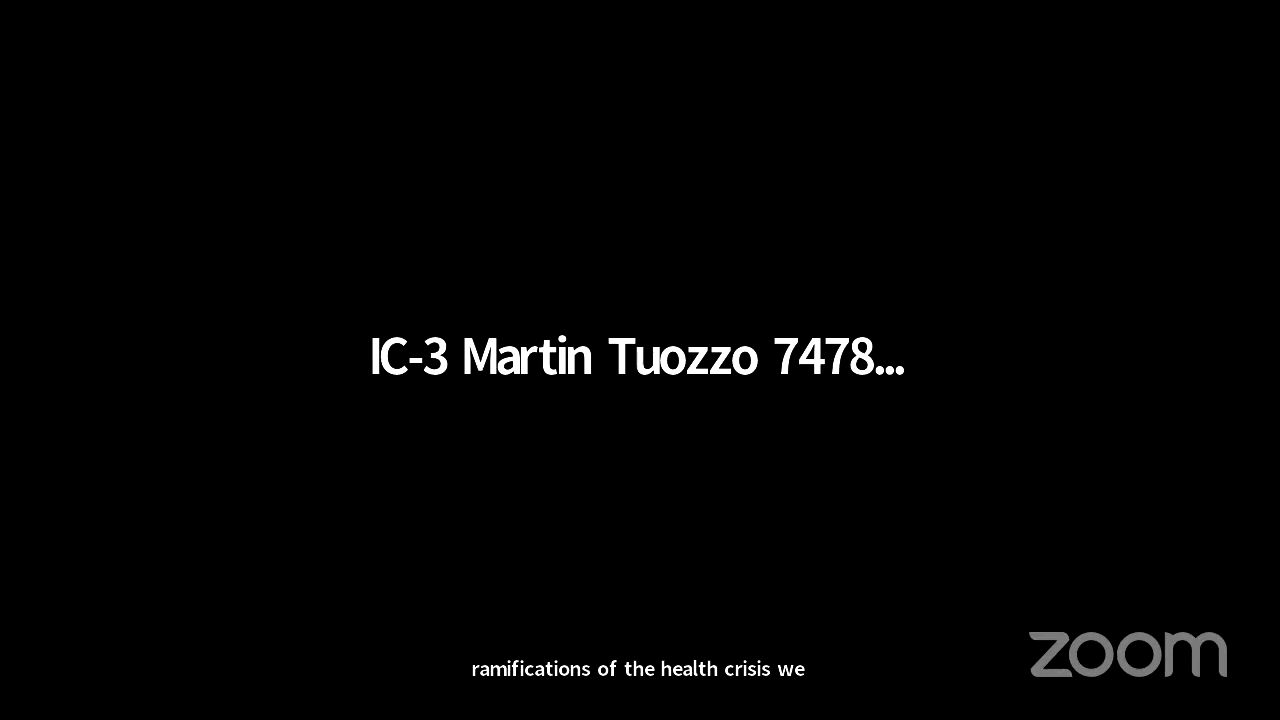 IC-3 Martin Tuozzo 7478...
ramifications of the health crisis we
zoom